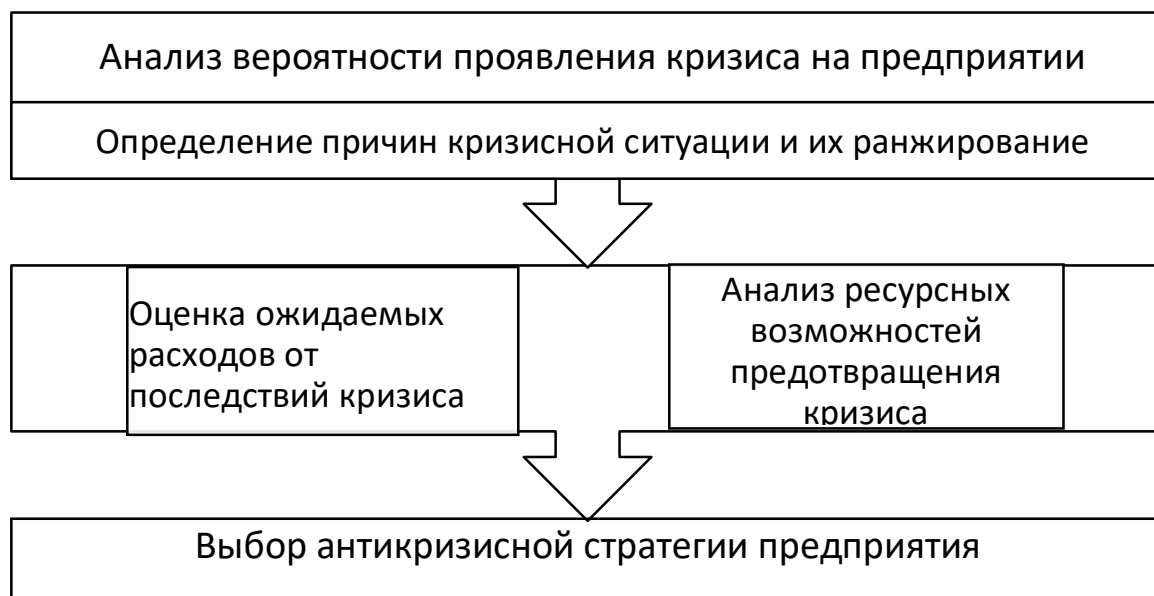 Анализ вероятности проявления кризиса на предприятии
Определение причин кризисной ситуации и их ранжирование
Оценка ожидаемых
расходов от
последствий кризиса
Анализ ресурсных
возможностей
предотвращения
кризиса
Выбор антикризисной стратегии предприятия